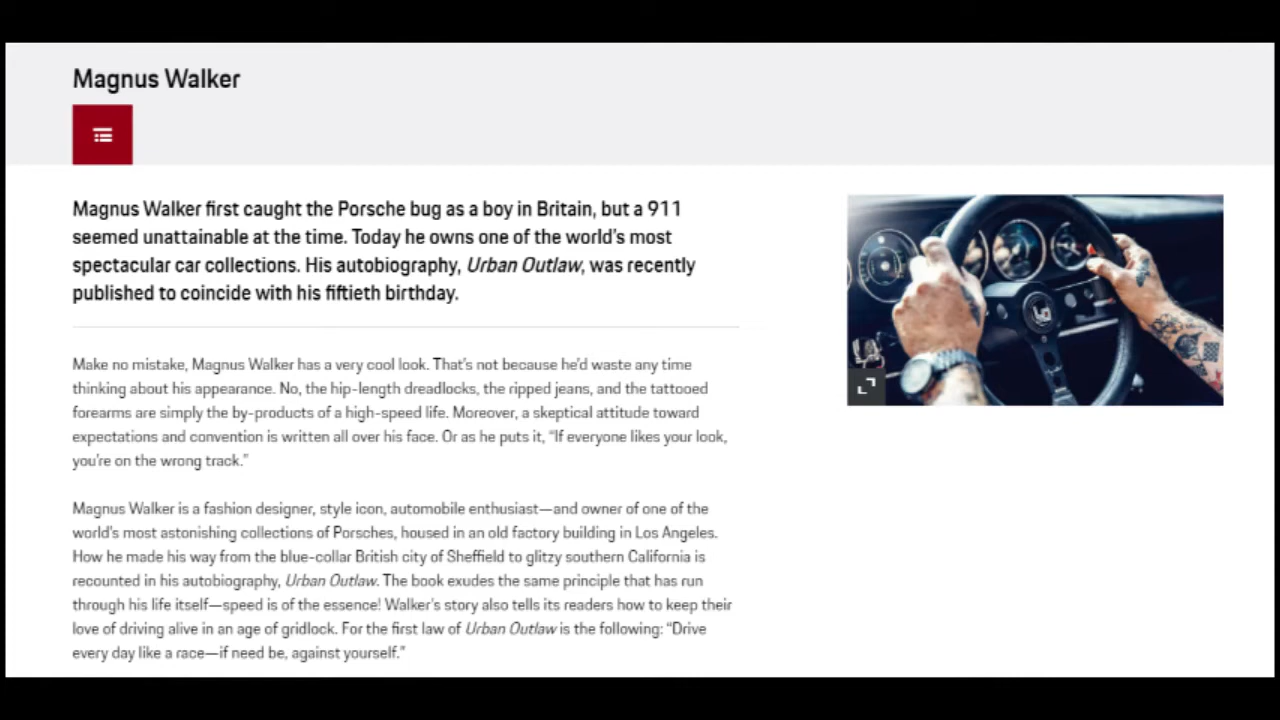 Magnus Walker
Magnus Walker first caught the Porsche bug as a boy in Britain, but a 911
seemed unattainable at the time. Today he owns one of the world's most
spectacular car collections. His autobiography, Urban Outlaw, was recently
published to coincide with his fiftieth birthday.
Make no mistake, Magnus Walker has a very cool look. That's not because he'd waste any time
thinking about his appearance. No, the hip-length dreadlocks, the ripped jeans, and the tattooed
forearms are simply the by-products of a high-speed life. Moreover, a skeptical attitude toward
expectations and convention is written all over his face. Or as he puts it, “If everyone likes your look,
you're on the wrong track.”
Magnus Walker is a fashion designer, style icon, automobile enthusiast—and owner of one of the
world's most astonishing collections of Porsches, housed in an old factory building in Los Angeles.
How he made his way from the blue-collar British city of Sheffield to glitzy southern California is
recounted in his autobiography, Urban Outlaw. The book exudes the same principle that has run
through his life itself—speed is of the essence! Walker's story also tells its readers how to keep their
love of driving alive in an age of gridlock. For the first law of Urban Outlaw is the following: “Drive
every day like a race—if need be, against yourself.”